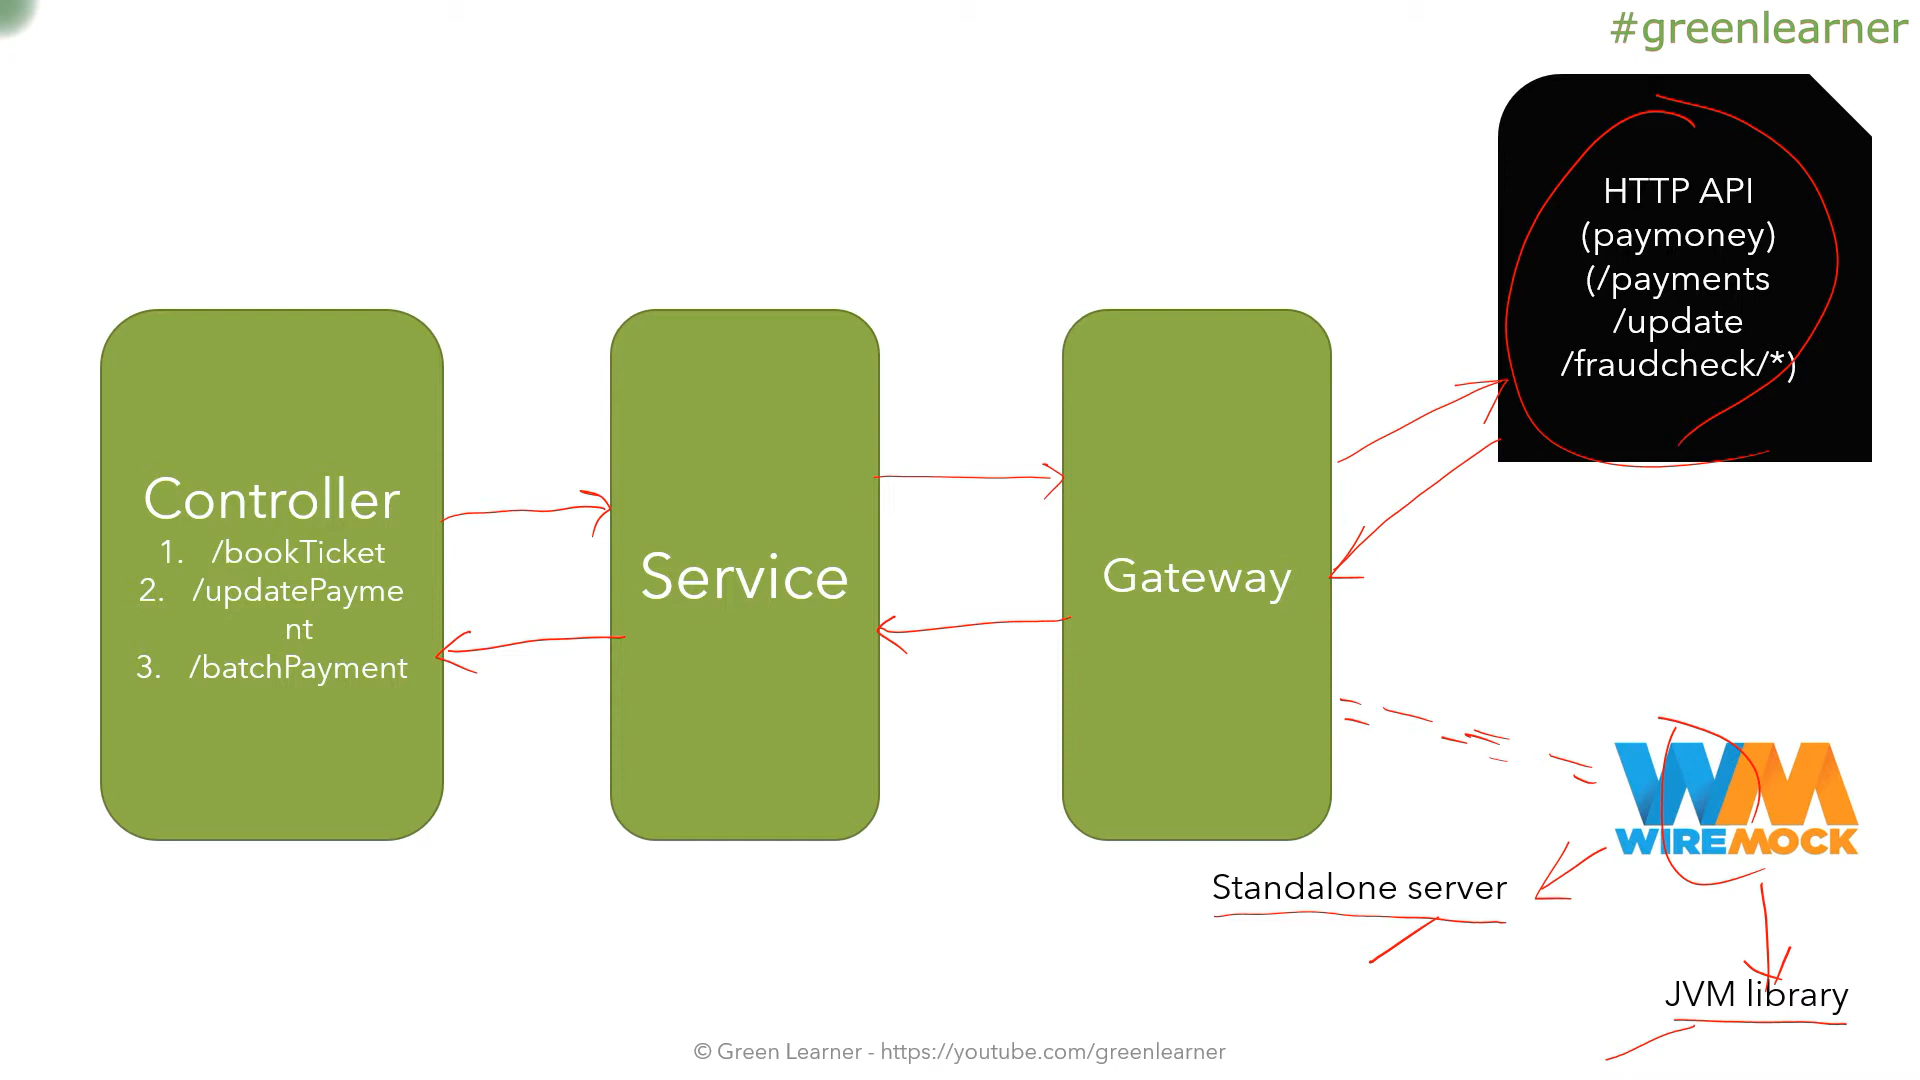 #greenlearner
HTTP API
(paymoney)
(/payments
/update
/fraudcheck/*)
Controller
1. /bookTicket
2. /updatePayme
nt
3. /batchPayment
Service
Gateway
WM
WIREMOCK
Standalone server
JVM library
© Green Learner - https://youtube.com/greenlearner